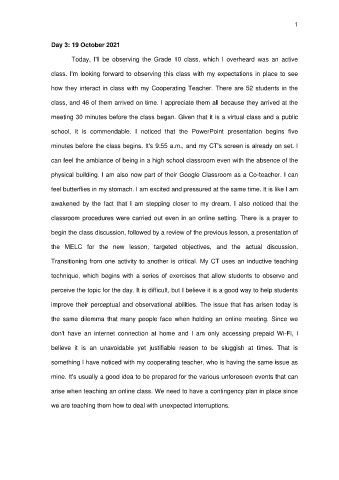 1
Day 3: 19 October 2021
Today, I'll be observing the Grade 10 class, which I overheard was an active
class. I'm looking forward to observing this class with my expectations in place to see
how they interact in class with my Cooperating Teacher. There are 52 students in the
class, and 46 of them arrived on time. I appreciate them all because they arrived at the
meeting 30 minutes before the class began. Given that it is a virtual class and a public
school, it is commendable. I noticed that the PowerPoint presentation begins five
minutes before the class begins. It's 9:55 a.m., and my CT's screen is already on set. I
can feel the ambiance of being in a high school classroom even with the absence of the
physical building. I am also now part of their Google Classroom as a Co-teacher. I can
feel butterflies in my stomach. I am excited and pressured at the same time. It is like I am
awakened by the fact that I am stepping closer to my dream. I also noticed that the
classroom procedures were carried out even in an online setting. There is a prayer to
begin the class discussion, followed by a review of the previous lesson, a presentation of
the MELC for the new lesson, targeted objectives, and the actual discussion.
Transitioning from one activity to another is critical. My CT uses an inductive teaching
technique, which begins with a series of exercises that allow students to observe and
perceive the topic for the day. It is difficult, but I believe it is a good way to help students
improve their perceptual and observational abilities. The issue that has arisen today is
the same dilemma that many people face when holding an online meeting. Since we
don't have an internet connection at home and I am only accessing prepaid Wi-Fi, I
believe it is an unavoidable yet justifiable reason to be sluggish at times. That is
something I have noticed with my cooperating teacher, who is having the same issue as
mine. It's usually a good idea to be prepared for the various unforeseen events that can
arise when teaching an online class. We need to have a contingency plan in place since
we are teaching them how to deal with unexpected interruptions.